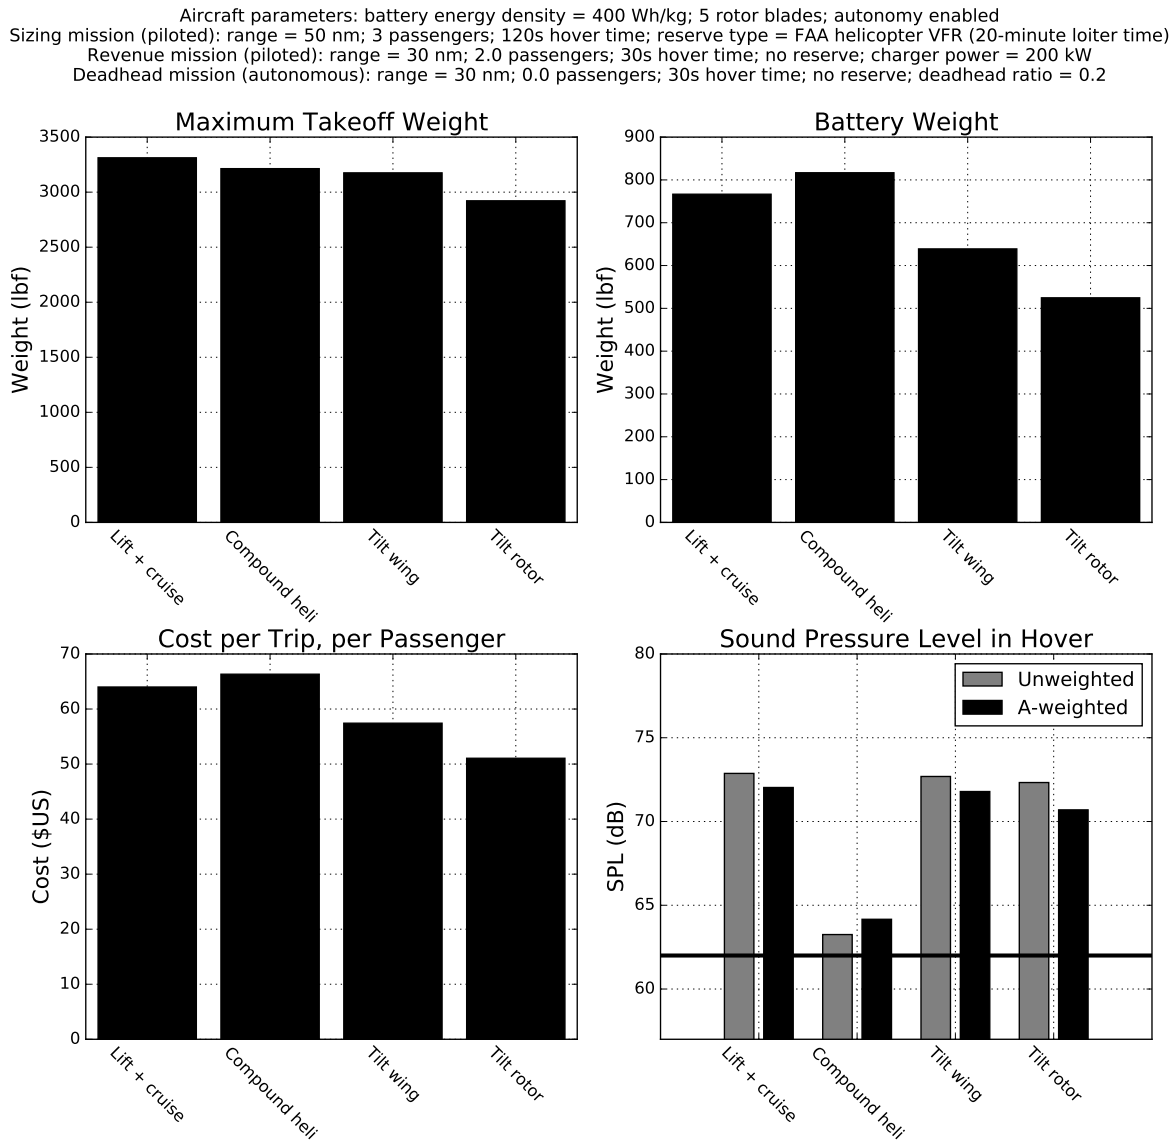 Aircraft parameters: battery energy density = 400 Wh/kg; 5 rotor blades; autonomy enabled
Sizing mission (piloted): range = 50 nm; 3 passengers; 120s hover time; reserve type = FAA helicopter VFR (20-minute loiter time)
Revenue mission (piloted): range = 30 nm; 2.0 passengers; 30s hover time; no reserve; charger power = 200 kW
Deadhead mission (autonomous): range = 30 nm; 0.0 passengers; 30s hover time; no reserve; deadhead ratio = 0.2
Maximum Takeoff Weight
Weight (lbf)
3500
3000
2500
2000
1500
1000
500
0
Lift + cruise
Compound heli
Tilt wing
Tilt rotor
Battery Weight
Weight (lbf)
900
800
700
600
500
400
300
200
100
0
Lift + cruise
Compound heli
Tilt wing
Tilt rotor
Cost per Trip, per Passenger
Cost ($US)
70
60
50
40
30
20
10
0
Lift + cruise
Compound heli
Tilt wing
Tilt rotor
Sound Pressure Level in Hover
SPL (dB)
80
75
70
65
60
Unweighted
A-weighted
Lift + cruise
Compound heli
Tilt wing
Tilt rotor